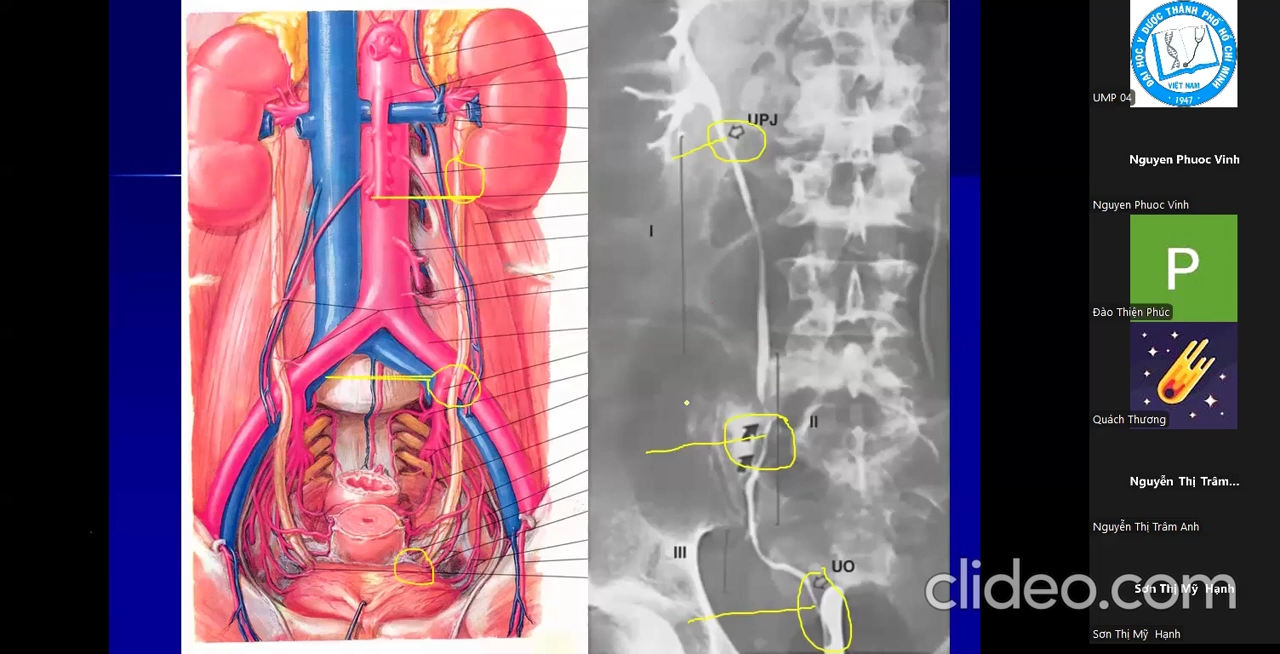 UPJ
I
II
III
UO
ĐẠI HỌC Y DƯỢC THÀNH PHỐ HỒ CHÍ MINH
VIỆT NAM
· 1947 ·
UMP 04
Nguyen Phuoc Vinh
Nguyen Phuoc Vinh
P
Đào Thiện Phúc
Quách Thương
Nguyễn Thị Trâm...
Nguyễn Thị Trâm Anh
clideo.com
Sơn Thị Mỹ Hạnh
Sơn Thị Mỹ Hạnh